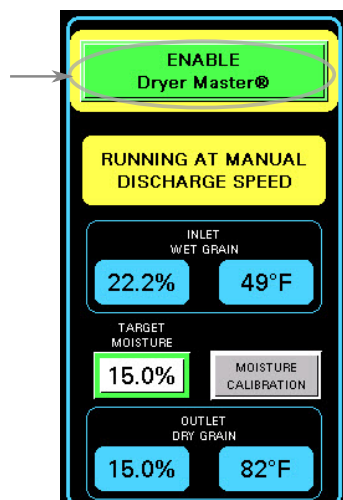 ENABLE
Dryer Master®
RUNNING AT MANUAL
DISCHARGE SPEED
INLET
WET GRAIN
22.2% 49°F
TARGET
MOISTURE
15.0%
MOISTURE
CALIBRATION
OUTLET
DRY GRAIN
15.0% 82°F